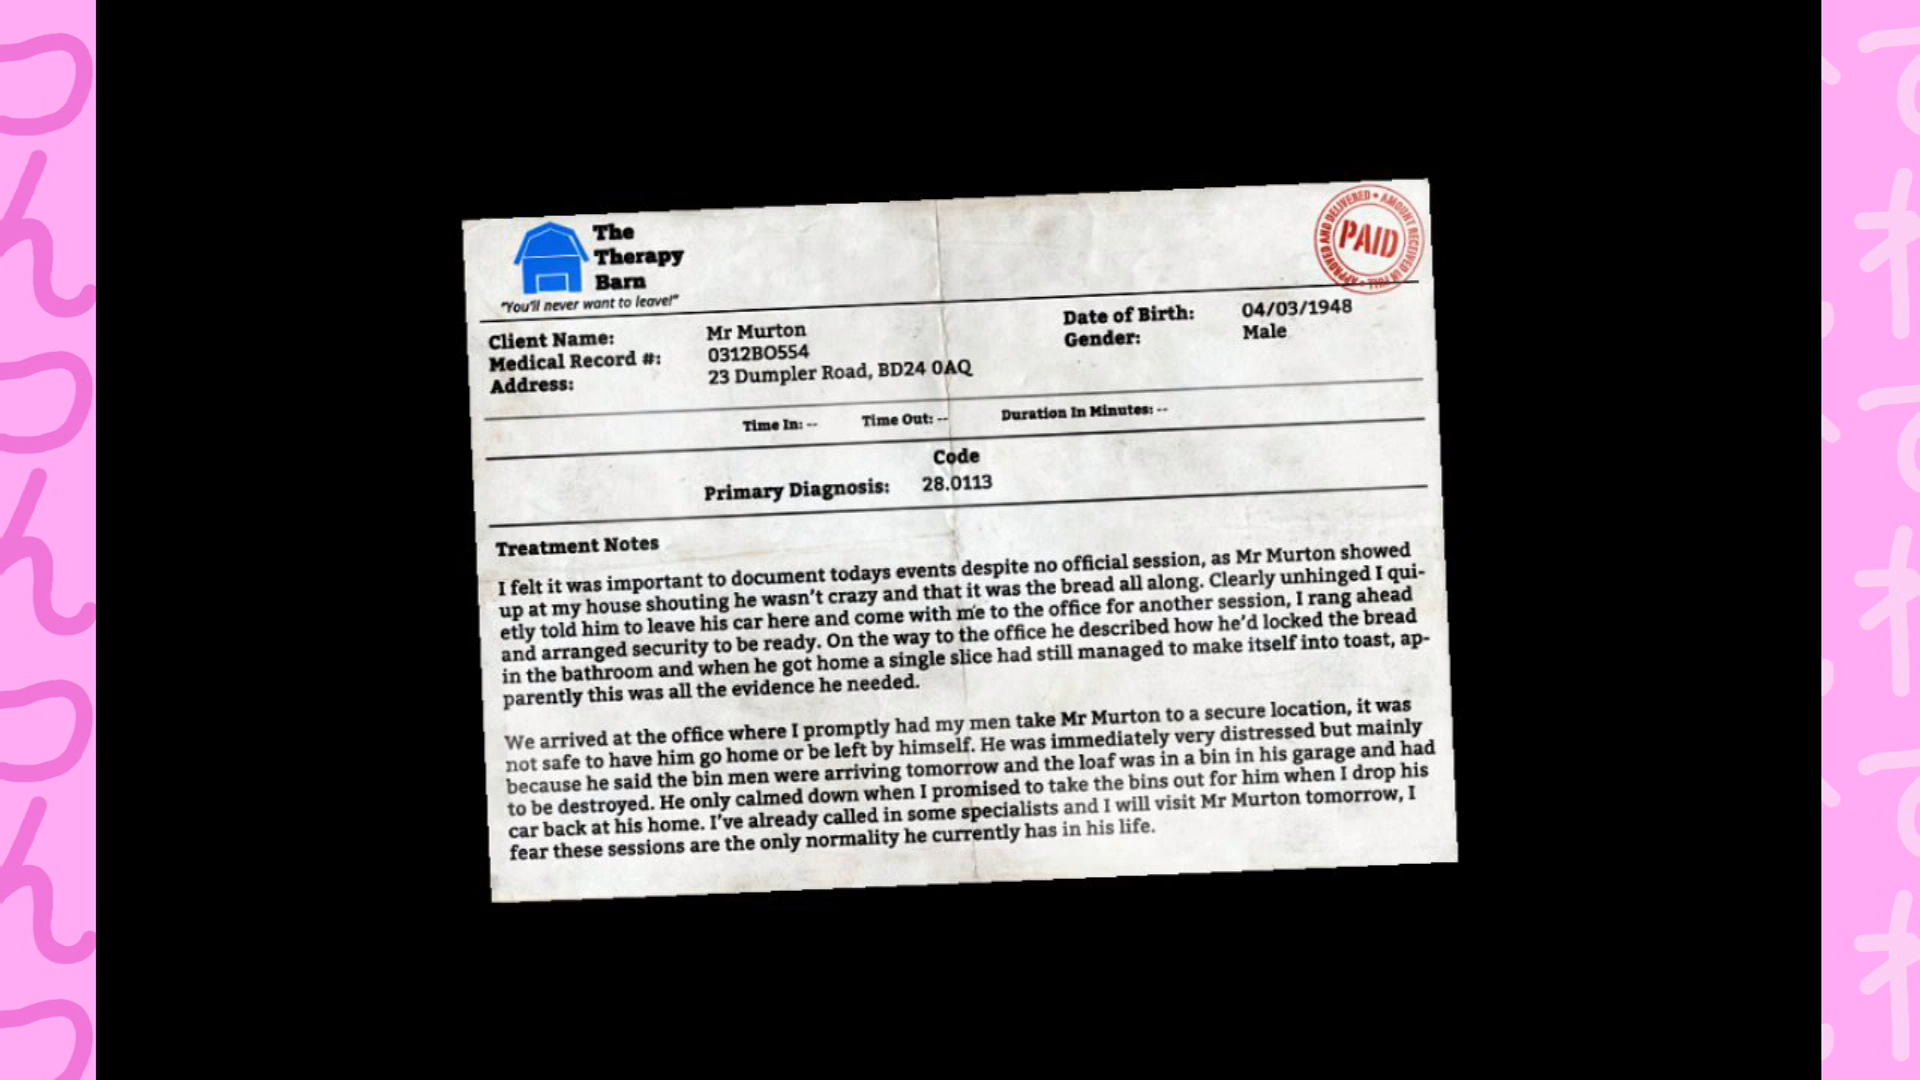 The
Therapy
Barn
"You'll never want to leave!"
APPROVED AND DELIVERED • AMOUNT RECEIVED IN FULL •
PAID
Client Name: Mr Murton
Medical Record #: 0312BO554
Address: 23 Dumpler Road, BD24 0AQ
Date of Birth: 04/03/1948
Gender: Male
Time In: -- Time Out: -- Duration In Minutes: --
Code
Primary Diagnosis: 28.0113
Treatment Notes
I felt it was important to document todays events despite no official session, as Mr Murton showed
up at my house shouting he wasn't crazy and that it was the bread all along. Clearly unhinged I qui-
etly told him to leave his car here and come with me to the office for another session, I rang ahead
and arranged security to be ready. On the way to the office he described how he'd locked the bread
in the bathroom and when he got home a single slice had still managed to make itself into toast, ap-
parently this was all the evidence he needed.
We arrived at the office where I promptly had my men take Mr Murton to a secure location, it was
not safe to have him go home or be left by himself. He was immediately very distressed but mainly
because he said the bin men were arriving tomorrow and the loaf was in a bin in his garage and had
to be destroyed. He only calmed down when I promised to take the bins out for him when I drop his
car back at his home. I've already called in some specialists and I will visit Mr Murton tomorrow, I
fear these sessions are the only normality he currently has in his life.